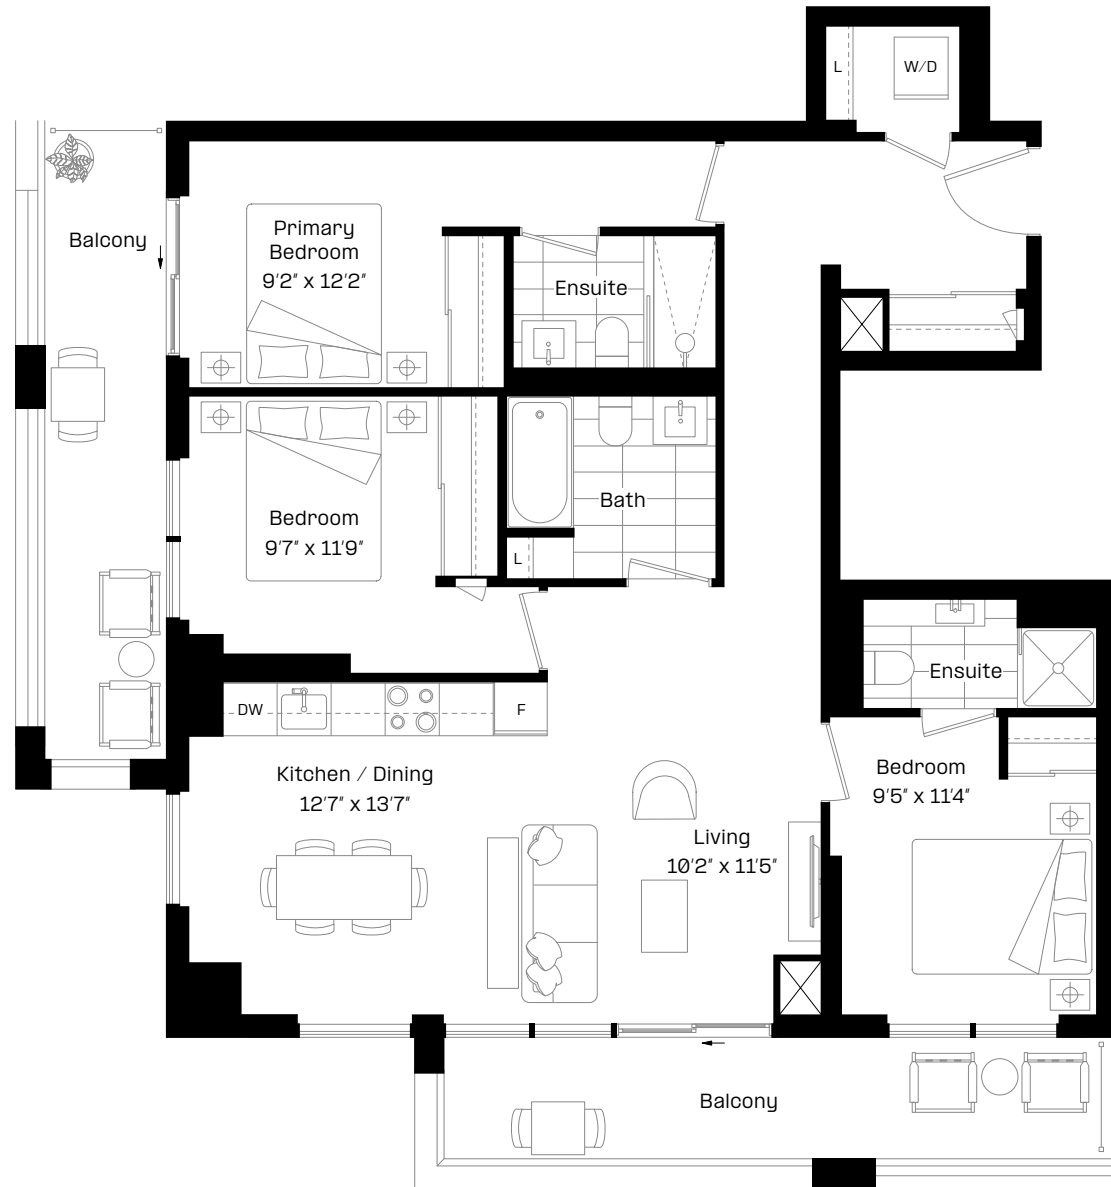 L
W/D
Balcony
Primary
Bedroom
9'2" x 12'2"
Ensuite
Bedroom
9'7" x 11'9"
Bath
L
Ensuite
DW
F
Kitchen / Dining
12'7" x 13'7"
Bedroom
9'5" x 11'4"
Living
10'2" x 11'5"
Balcony